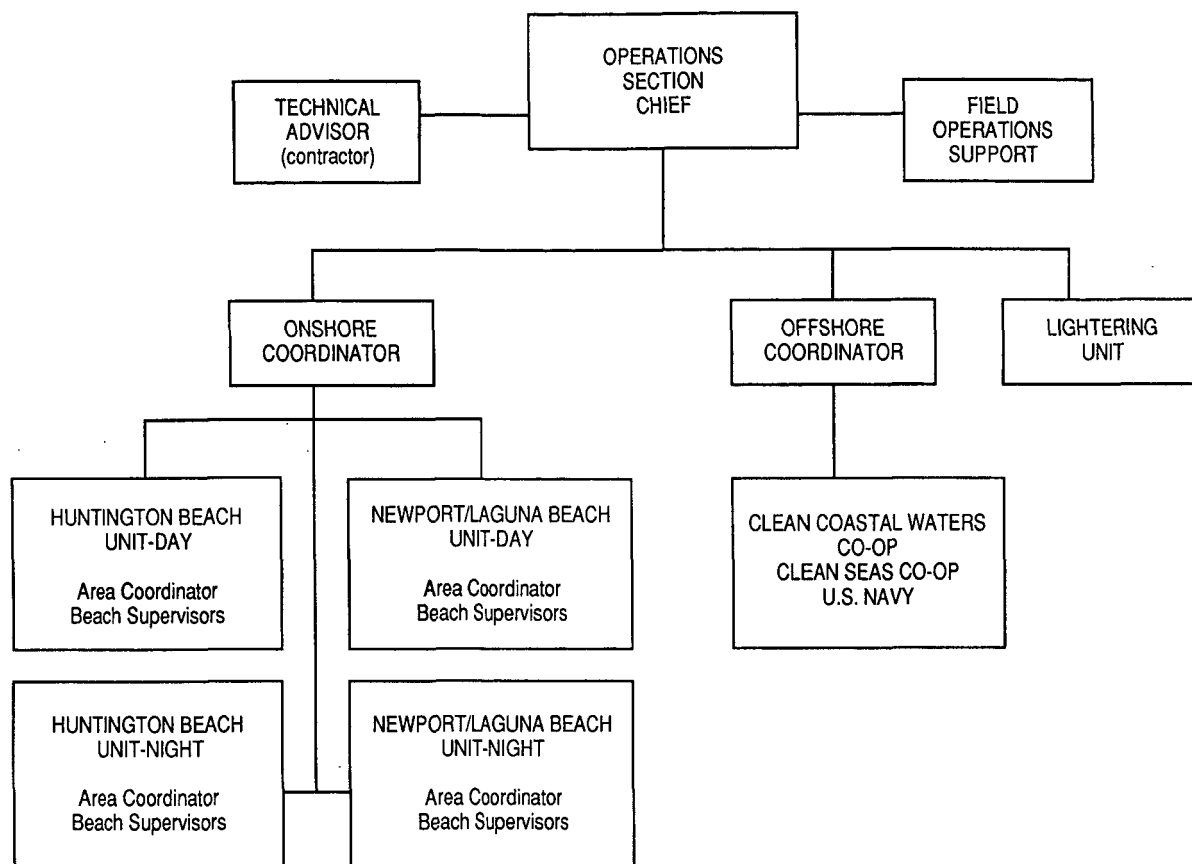 OPERATIONS
SECTION
CHIEF
TECHNICAL
ADVISOR
(contractor)
FIELD
OPERATIONS
SUPPORT
ONSHORE
COORDINATOR
OFFSHORE
COORDINATOR
LIGHTERING
UNIT
HUNTINGTON BEACH
UNIT-DAY
Area Coordinator
Beach Supervisors
NEWPORT/LAGUNA BEACH
UNIT-DAY
Area Coordinator
Beach Supervisors
CLEAN COASTAL WATERS
CO-OP
CLEAN SEAS CO-OP
U.S. NAVY
HUNTINGTON BEACH
UNIT-NIGHT
Area Coordinator
Beach Supervisors
NEWPORT/LAGUNA BEACH
UNIT-NIGHT
Area Coordinator
Beach Supervisors